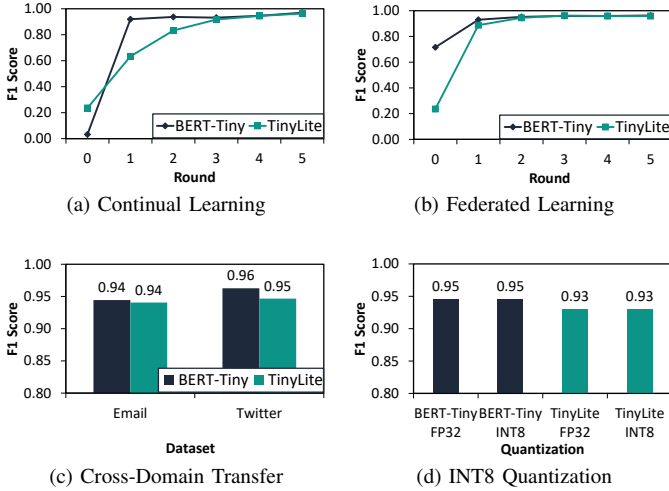 F1 Score
1.00
0.80
0.60
0.40
0.20
0.00
BERT-Tiny TinyLite
0 1 2 3 4 5
Round
(a) Continual Learning
F1 Score
1.00
0.80
0.60
0.40
0.20
0.00
BERT-Tiny TinyLite
0 1 2 3 4 5
Round
(b) Federated Learning
F1 Score
1.00
0.95
0.90
0.85
0.80
0.94 0.94 0.96 0.95
BERT-Tiny TinyLite
Email Twitter
Dataset
(c) Cross-Domain Transfer
F1 Score
1.00
0.95
0.90
0.85
0.80
0.95 0.95 0.93 0.93
BERT-Tiny BERT-Tiny TinyLite TinyLite
FP32 INT8 FP32 INT8
Quantization
(d) INT8 Quantization